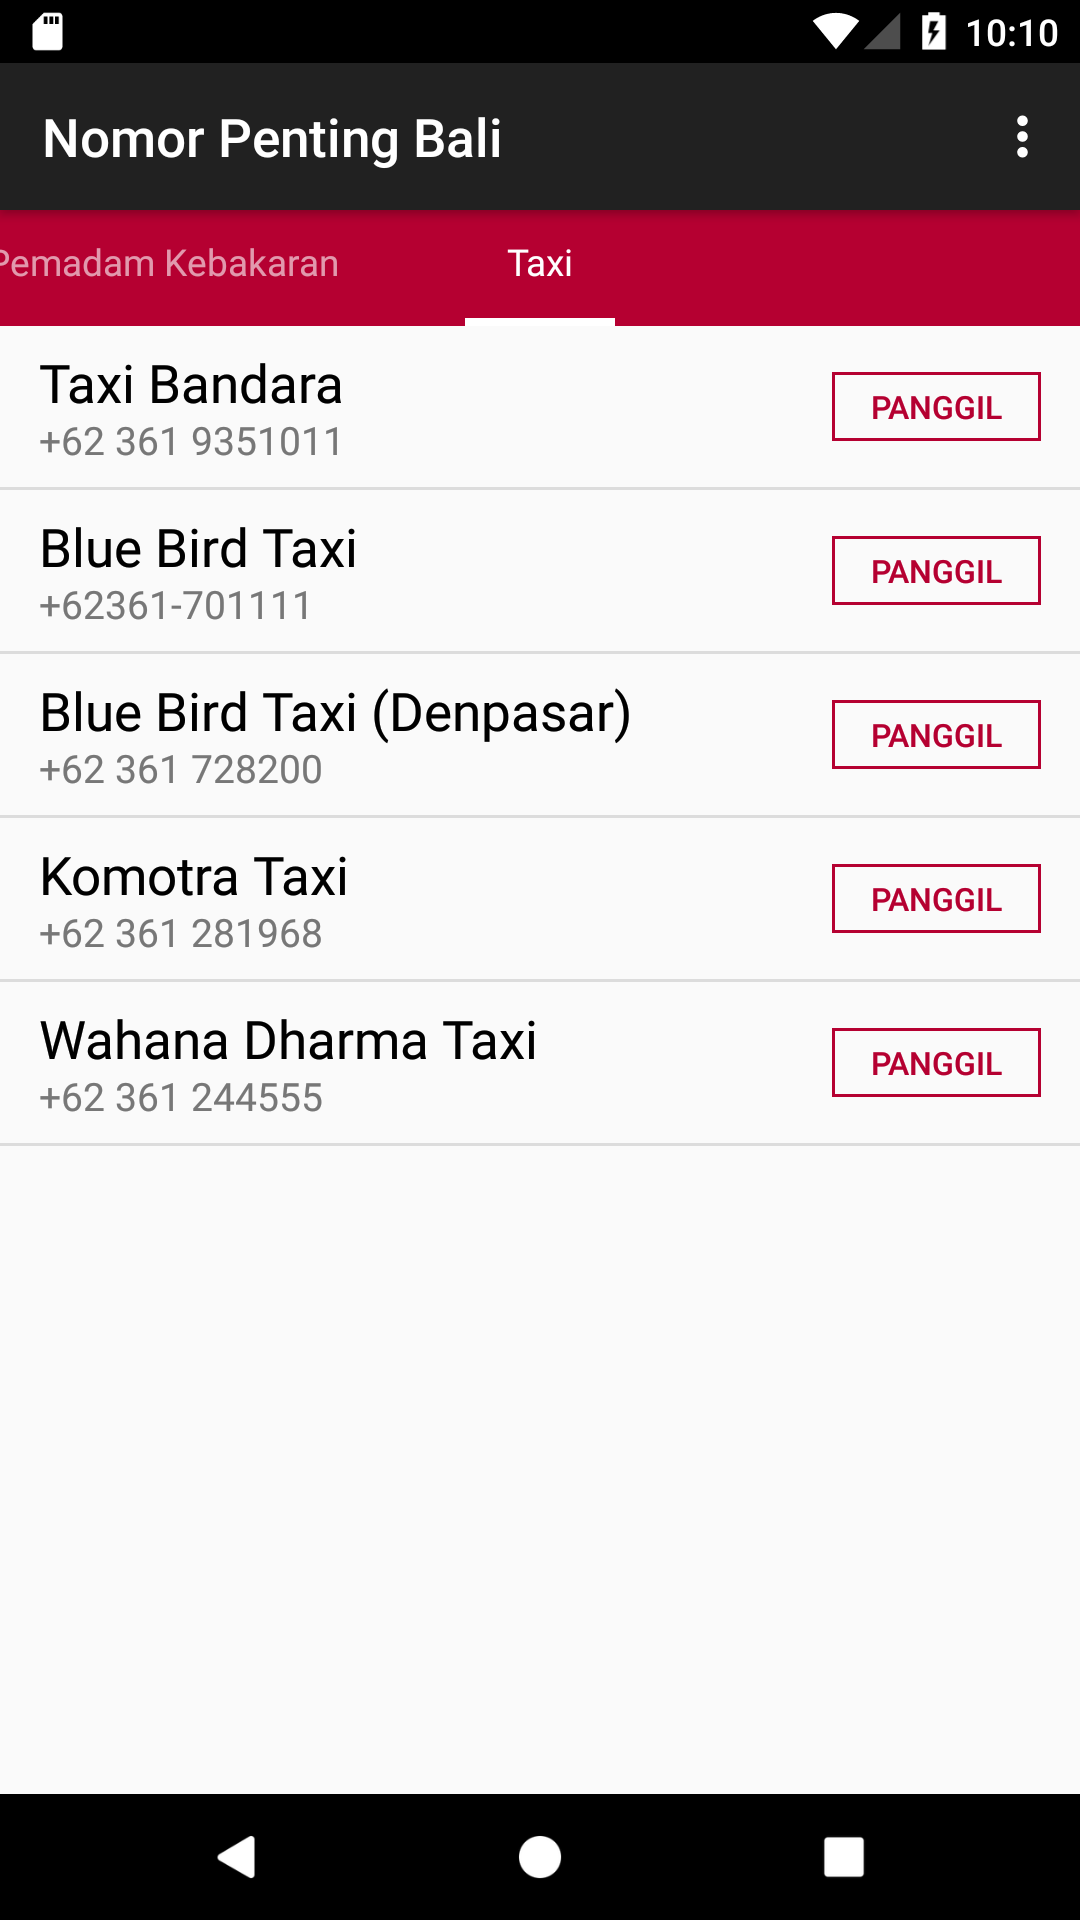 10:10
Nomor Penting Bali
Pemadam Kebakaran
Taxi
Taxi Bandara
+62 361 9351011
PANGGIL
Blue Bird Taxi
+62361-701111
PANGGIL
Blue Bird Taxi (Denpasar)
+62 361 728200
PANGGIL
Komotra Taxi
+62 361 281968
PANGGIL
Wahana Dharma Taxi
+62 361 244555
PANGGIL